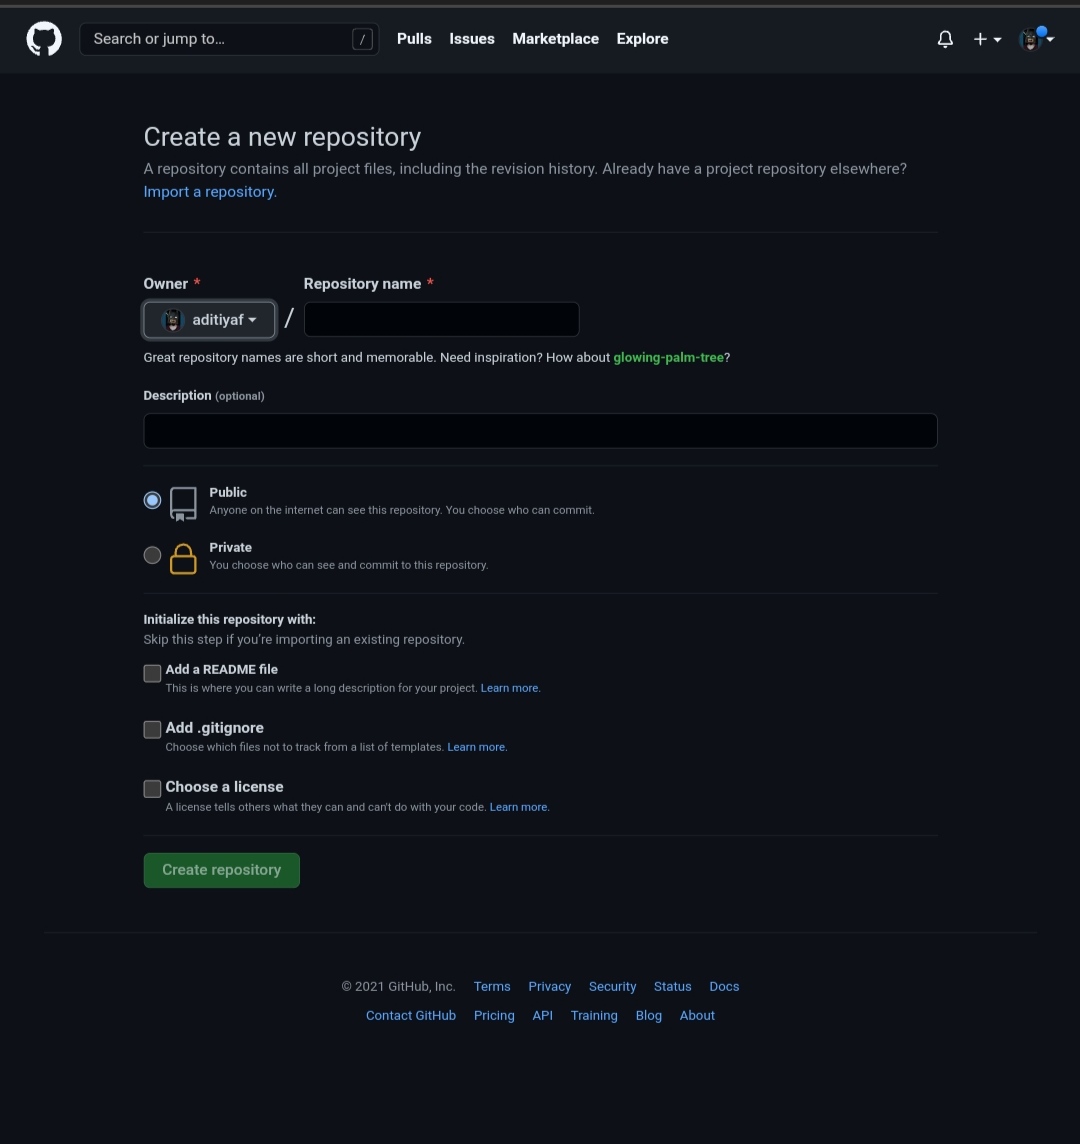 Search or jump to…
/
Pulls
Issues
Marketplace
Explore
Create a new repository
A repository contains all project files, including the revision history. Already have a project repository elsewhere?
Import a repository.
Owner *
Repository name *
aditiyaf
/
Great repository names are short and memorable. Need inspiration? How about glowing-palm-tree?
Description (optional)
Public
Anyone on the internet can see this repository. You choose who can commit.
Private
You choose who can see and commit to this repository.
Initialize this repository with:
Skip this step if you’re importing an existing repository.
Add a README file
This is where you can write a long description for your project. Learn more.
Add .gitignore
Choose which files not to track from a list of templates. Learn more.
Choose a license
A license tells others what they can and can't do with your code. Learn more.
Create repository
© 2021 GitHub, Inc. Terms Privacy Security Status Docs
Contact GitHub Pricing API Training Blog About